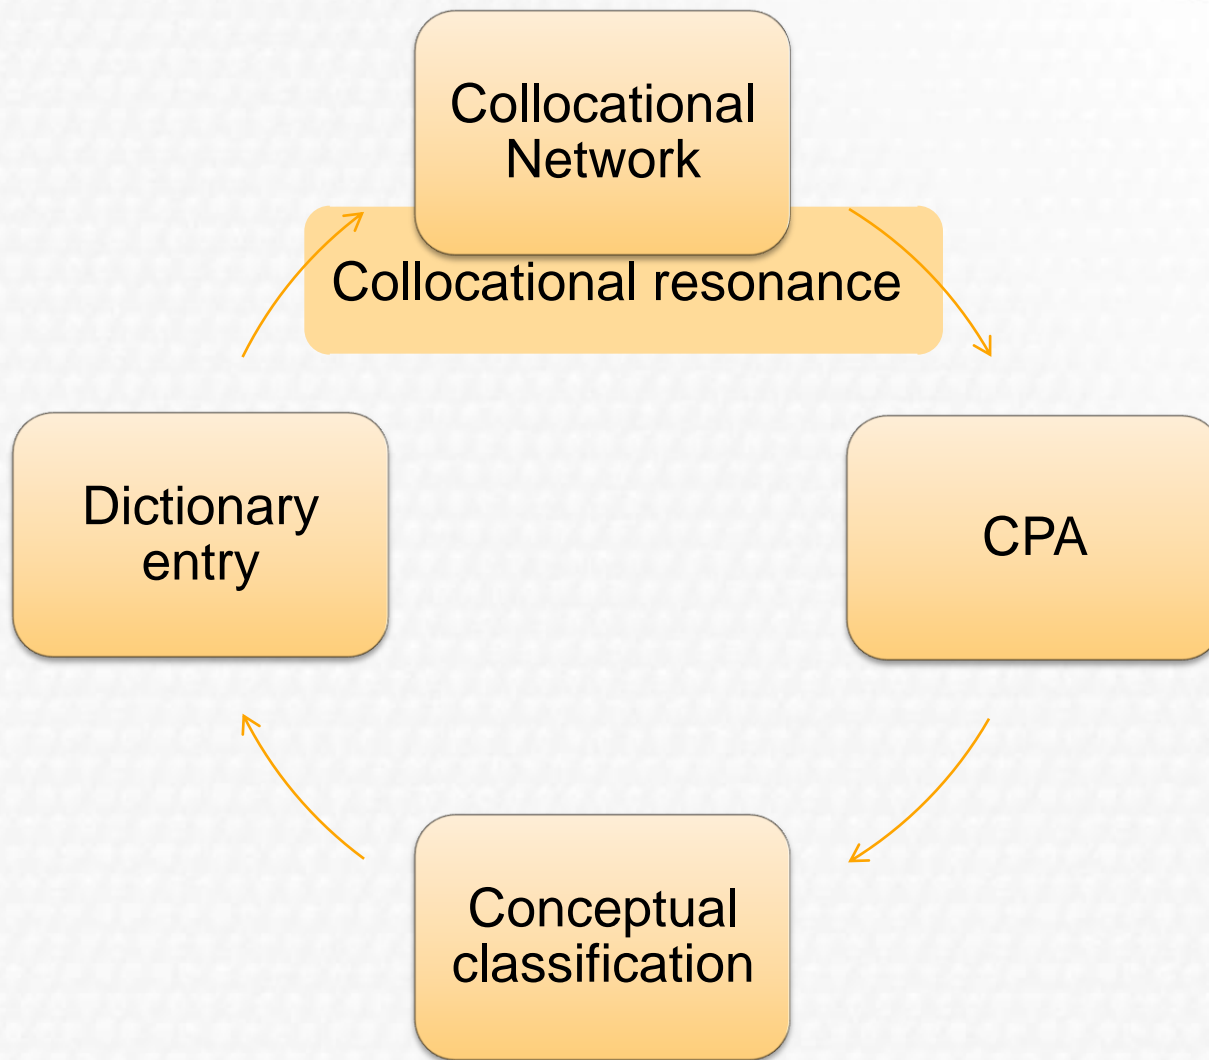 Collocational
Network
Collocational resonance
Dictionary
entry
CPA
Conceptual
classification